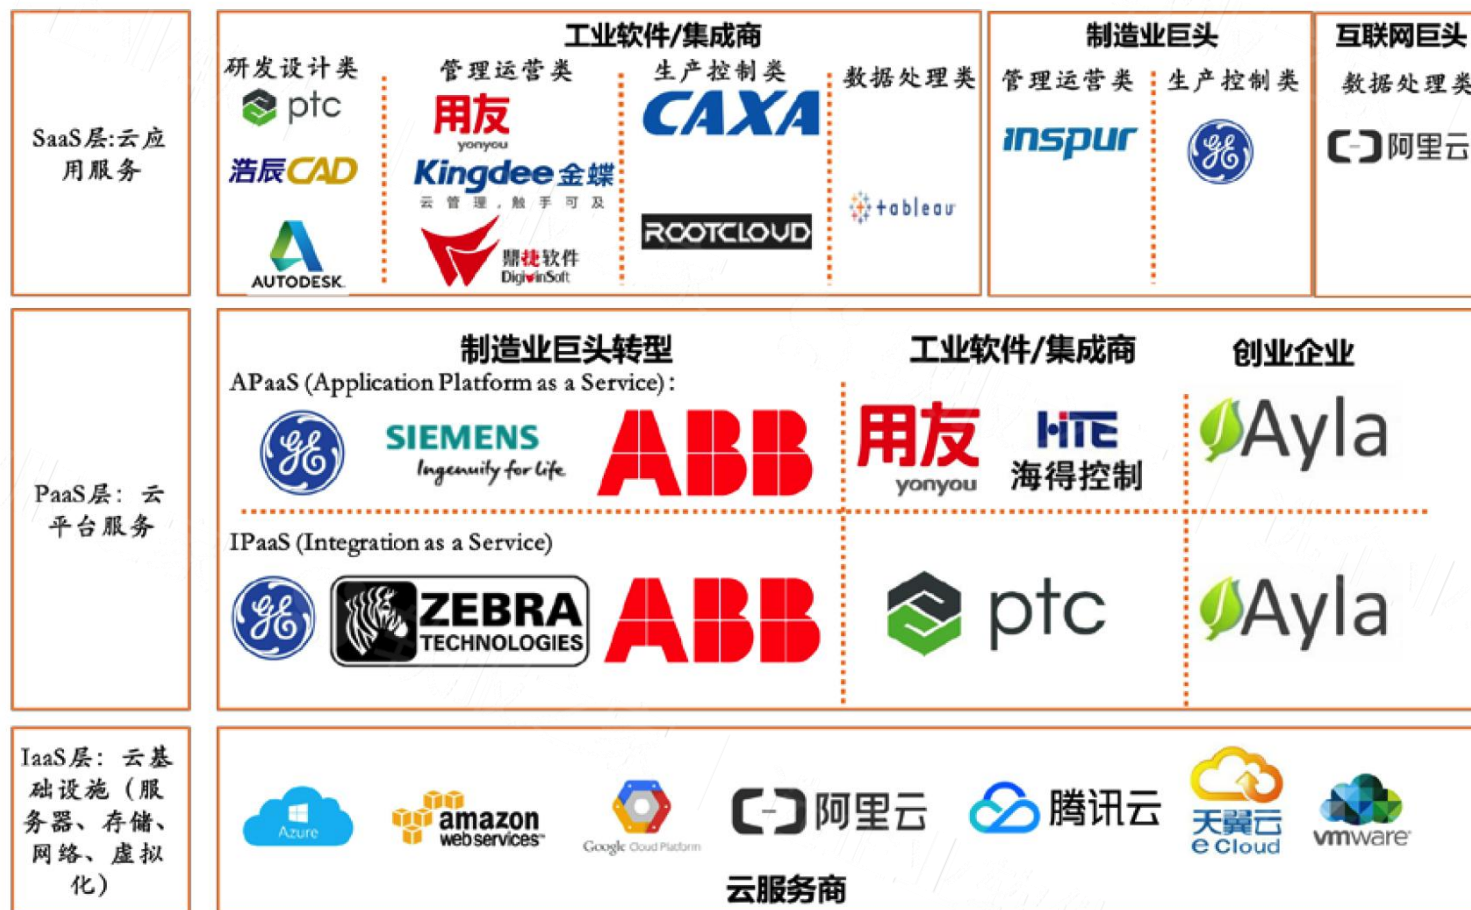 SaaS层:云应
用服务
工业软件/集成商
研发设计类
ptc
浩辰CAD
AUTODESK
管理运营类
用友
yonyou
Kingdee金蝶
云管理,触手可及
鼎捷软件
DigiwinSoft
生产控制类
CAXA
ROOTCLOUD
数据处理类
tableau
制造业巨头
管理运营类
inspur
生产控制类
GE
互联网巨头
数据处理类
阿里云
PaaS层：云
平台服务
制造业巨头转型
APaaS (Application Platform as a Service)：
GE
SIEMENS
Ingenuity for life
ABB
工业软件/集成商
用友
yonyou
HITE
海得控制
创业企业
Ayla
IPaaS (Integration as a Service)
GE
ZEBRA
TECHNOLOGIES
ABB
ptc
Ayla
IaaS层：云基
础设施（服
务器、存储、
网络、虚拟
化）
Azure
amazon
web services™
Google Cloud Platform
阿里云
腾讯云
天翼云
e Cloud
vmware
云服务商